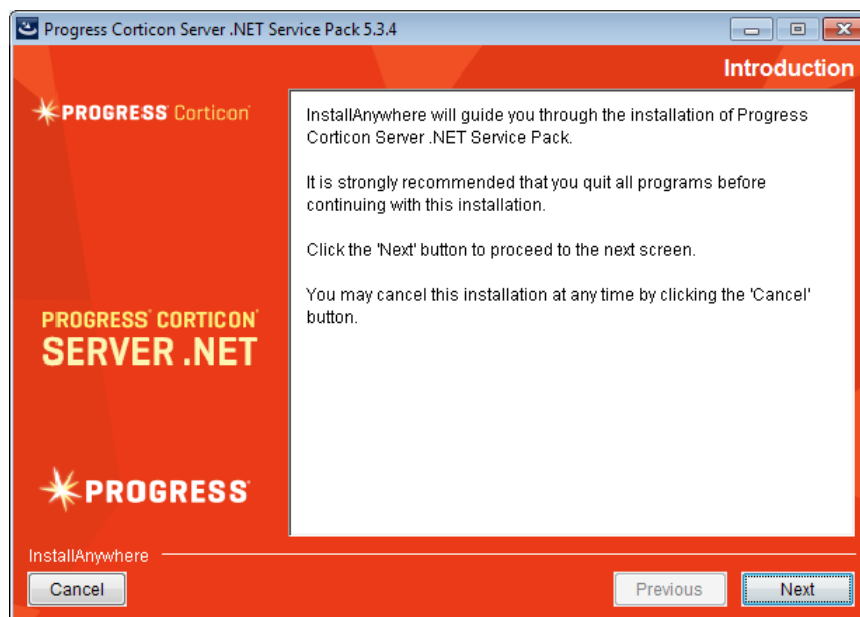 Progress Corticon Server .NET Service Pack 5.3.4
Introduction
PROGRESS Corticon
InstallAnywhere will guide you through the installation of Progress
Corticon Server .NET Service Pack.
It is strongly recommended that you quit all programs before
continuing with this installation.
Click the 'Next' button to proceed to the next screen.
You may cancel this installation at any time by clicking the 'Cancel'
button.
PROGRESS CORTICON
SERVER .NET
PROGRESS
InstallAnywhere
Cancel
Previous
Next